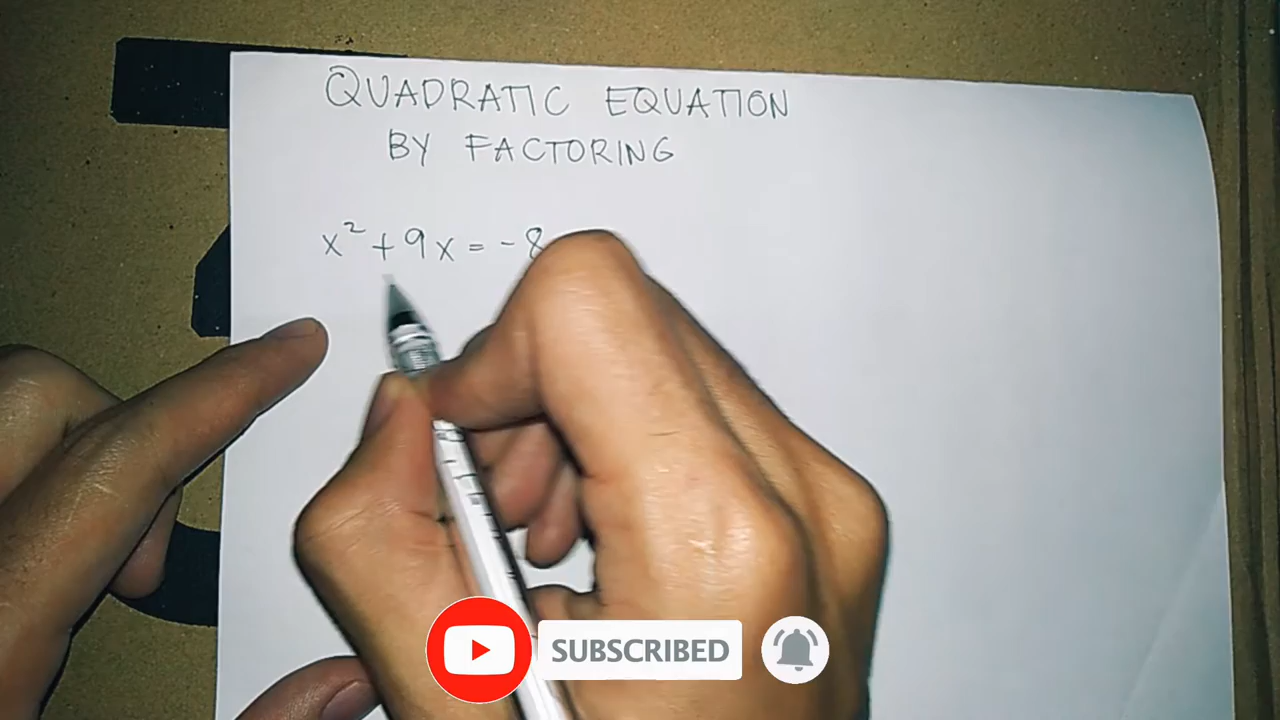 QUADRATIC EQUATION
BY FACTORING
x² + 9x = -8
SUBSCRIBED